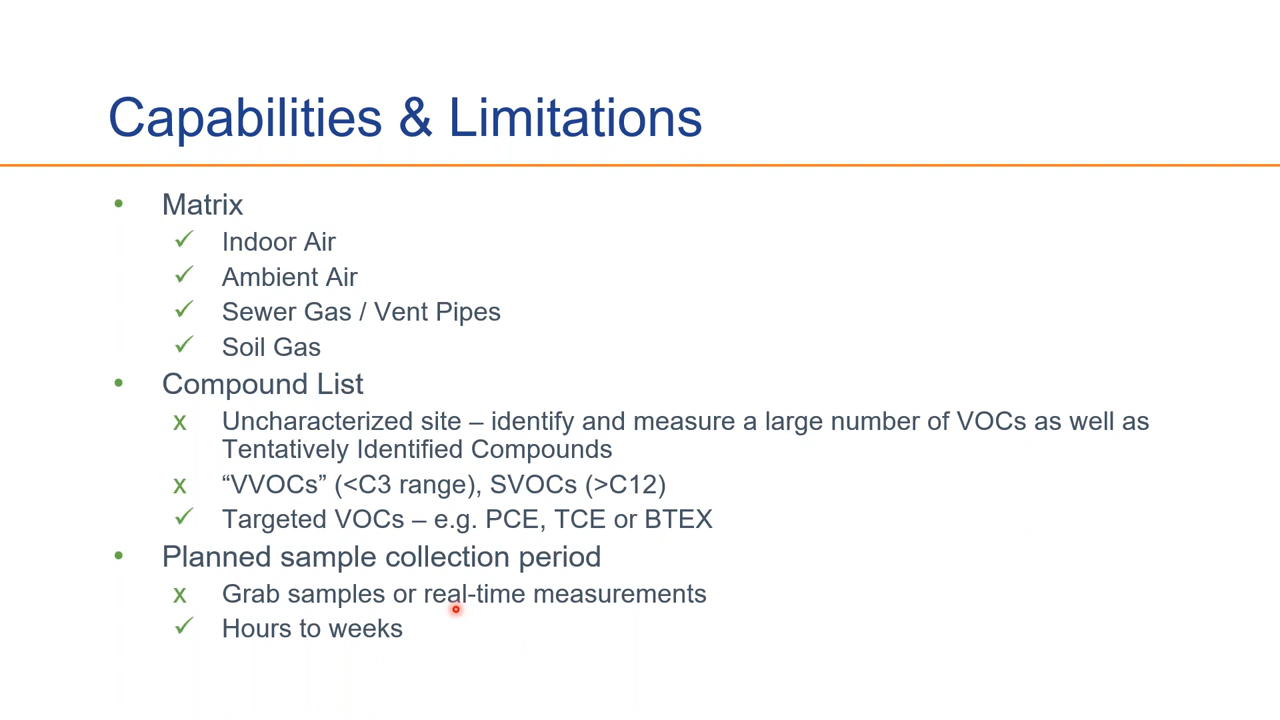 Capabilities & Limitations
• Matrix
✓ Indoor Air
✓ Ambient Air
✓ Sewer Gas / Vent Pipes
✓ Soil Gas
• Compound List
x Uncharacterized site – identify and measure a large number of VOCs as well as
Tentatively Identified Compounds
x “VVOCs” (<C3 range), SVOCs (>C12)
✓ Targeted VOCs – e.g. PCE, TCE or BTEX
• Planned sample collection period
x Grab samples or real-time measurements
✓ Hours to weeks